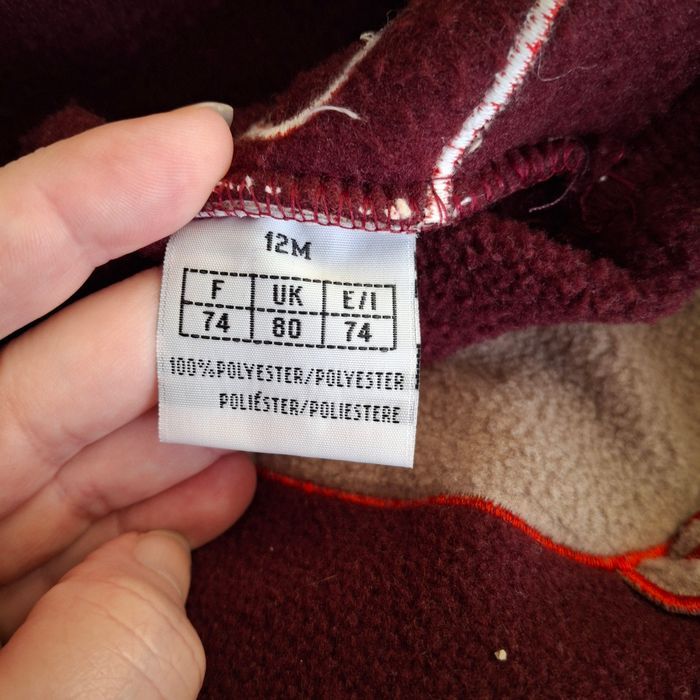 12M
F UK E/I
74 80 74
100%POLYESTER/POLYESTER
POLIÉSTER/POLIESTERE